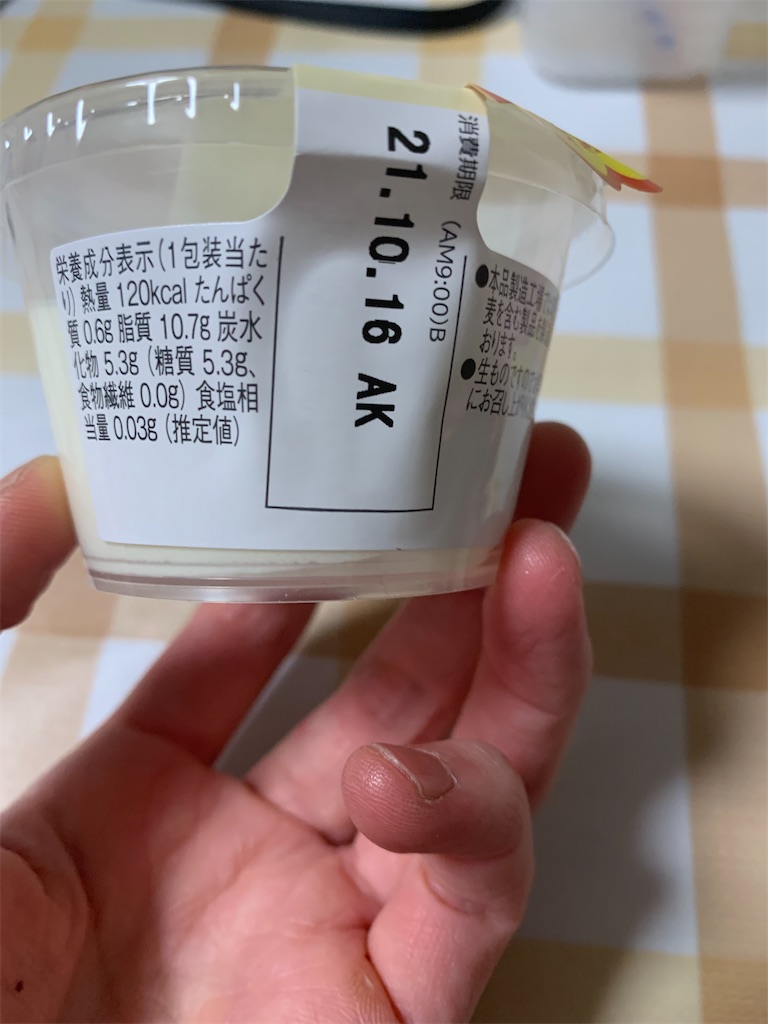 栄養成分表示(1包装当た
り)熱量 120kcal たんぱく
質 0.6g 脂質 10.7g 炭水
化物 5.3g (糖質 5.3g、
食物繊維 0.0g) 食塩相
当量 0.03g (推定値)
消費期限 (AM9:00)B
21.10.16 AK
●本品製造工場で
麦を含む製品
おります。
●生ものですので
にお召し上